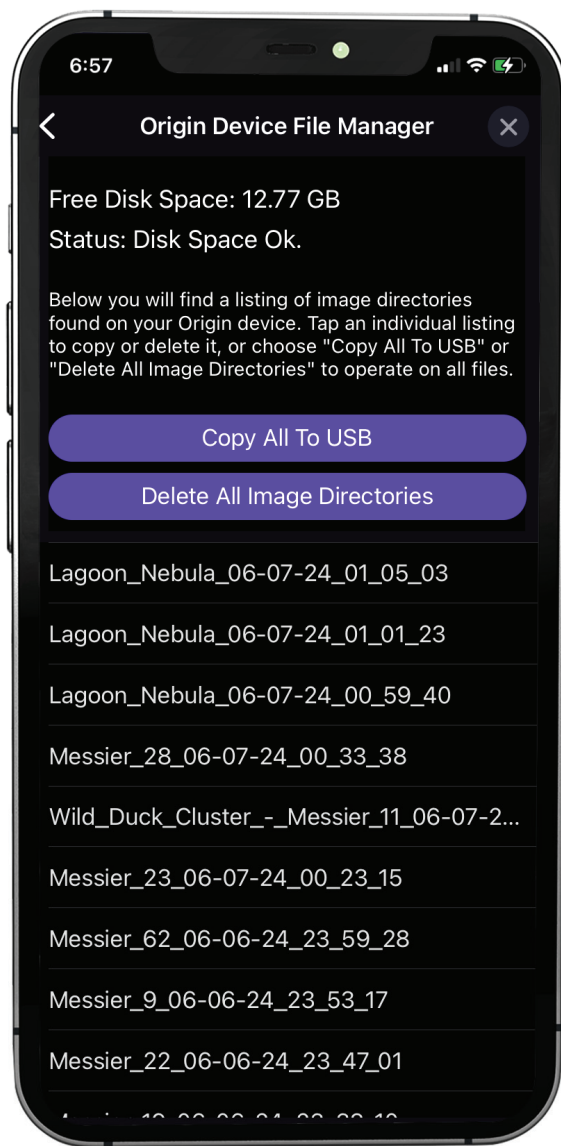 6:57
Origin Device File Manager
Free Disk Space: 12.77 GB
Status: Disk Space Ok.
Below you will find a listing of image directories
found on your Origin device. Tap an individual listing
to copy or delete it, or choose "Copy All To USB" or
"Delete All Image Directories" to operate on all files.
Copy All To USB
Delete All Image Directories
Lagoon_Nebula_06-07-24_01_05_03
Lagoon_Nebula_06-07-24_01_01_23
Lagoon_Nebula_06-07-24_00_59_40
Messier_28_06-07-24_00_33_38
Wild_Duck_Cluster_-_Messier_11_06-07-2...
Messier_23_06-07-24_00_23_15
Messier_62_06-06-24_23_59_28
Messier_9_06-06-24_23_53_17
Messier_22_06-06-24_23_47_01